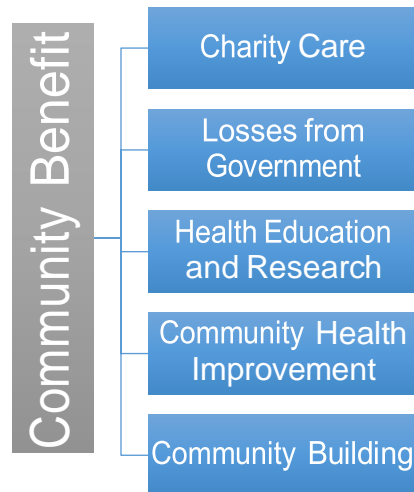 Community Benefit
Charity Care
Losses from
Government
Health Education
and Research
Community Health
Improvement
Community Building